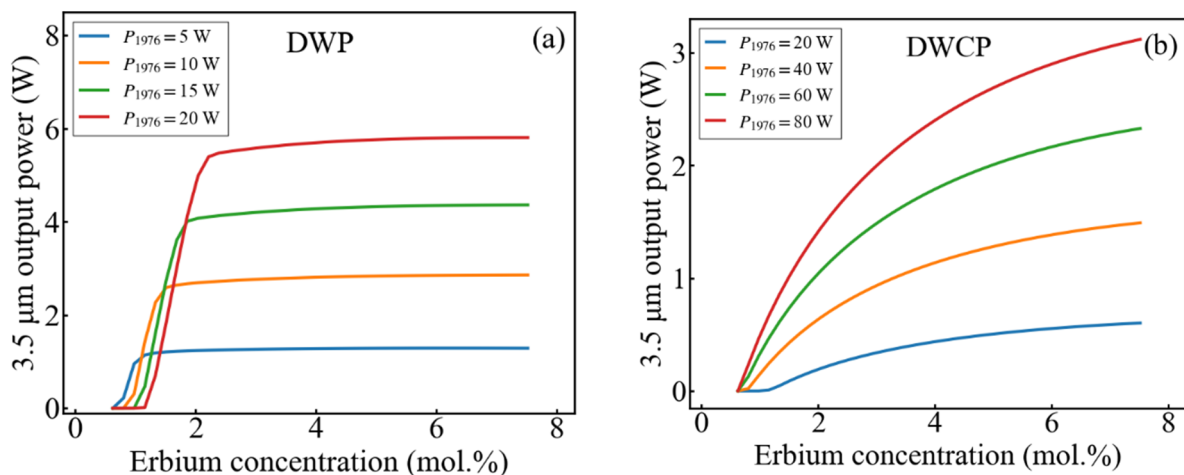 DWP
(a)
P1976 = 5 W
P1976 = 10 W
P1976 = 15 W
P1976 = 20 W
3.5 μm output power (W)
8
6
4
2
0
0 2 4 6 8
Erbium concentration (mol.%)
DWCP
(b)
P1976 = 20 W
P1976 = 40 W
P1976 = 60 W
P1976 = 80 W
3.5 μm output power (W)
3
2
1
0
0 2 4 6 8
Erbium concentration (mol.%)